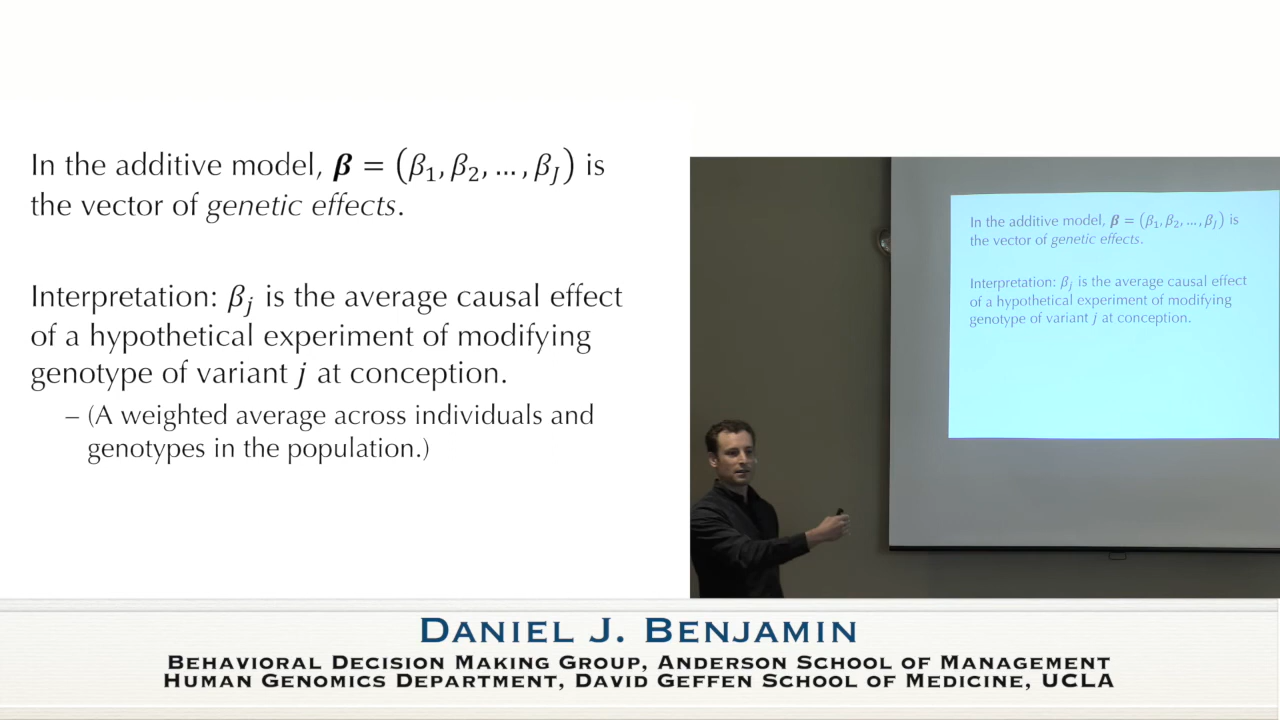 In the additive model, 𝜷 = (β₁, β₂, … , β_J) is
the vector of genetic effects.
Interpretation: β_j is the average causal effect
of a hypothetical experiment of modifying
genotype of variant j at conception.
– (A weighted average across individuals and
genotypes in the population.)
In the additive model, 𝜷 = (β₁, β₂, … , β_J) is
the vector of genetic effects.
Interpretation: β_j is the average causal effect
of a hypothetical experiment of modifying
genotype of variant j at conception.
DANIEL J. BENJAMIN
BEHAVIORAL DECISION MAKING GROUP, ANDERSON SCHOOL OF MANAGEMENT
HUMAN GENOMICS DEPARTMENT, DAVID GEFFEN SCHOOL OF MEDICINE, UCLA